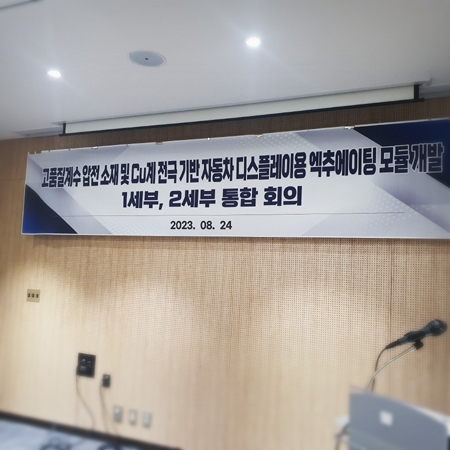 고품질계수 압전 소재 및 Cu계 전극 기반 자동차 디스플레이용 엑추에이팅 모듈 개발
1세부, 2세부 통합 회의
2023. 08. 24